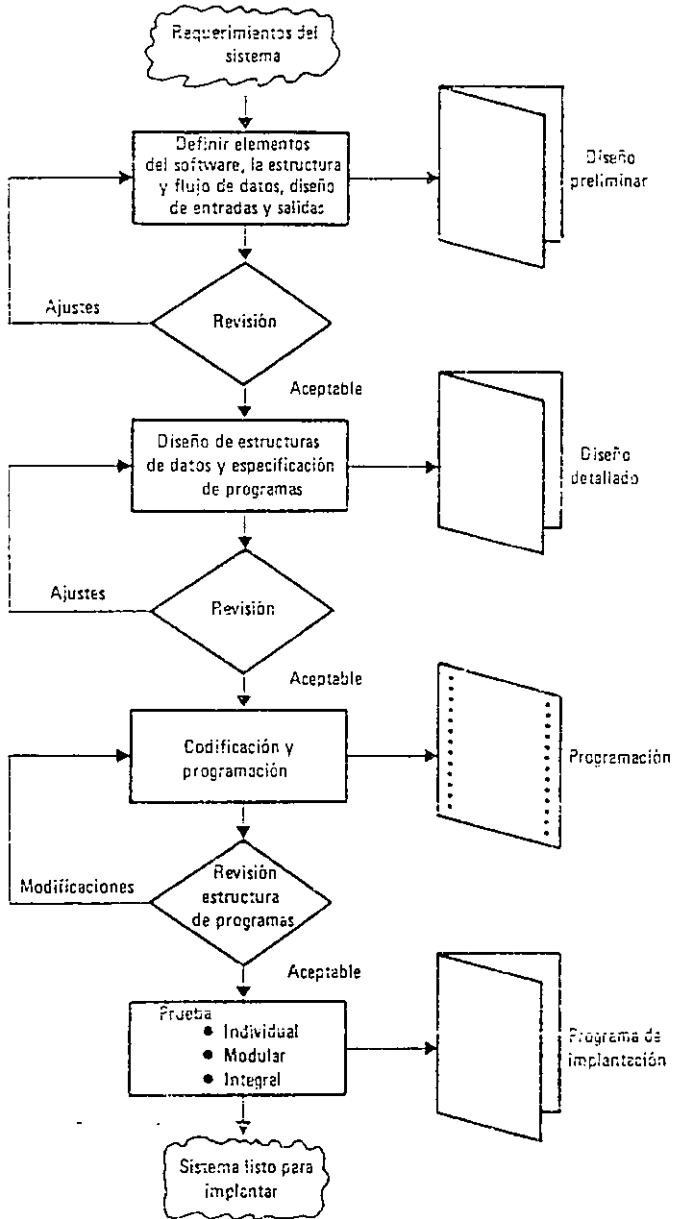 Requerimientos del
sistema
Definir elementos
del software, la estructura
y flujo de datos, diseño
de entradas y salidas
Diseño
preliminar
Ajustes
Revisión
Aceptable
Diseño de estructuras
de datos y especificación
de programas
Diseño
detallado
Ajustes
Revisión
Aceptable
Codificación y
programación
Programación
Modificaciones
Revisión
estructura
de programas
Aceptable
Prueba
• Individual
• Modular
• Integral
Programa de
implantación
Sistema listo para
implantar